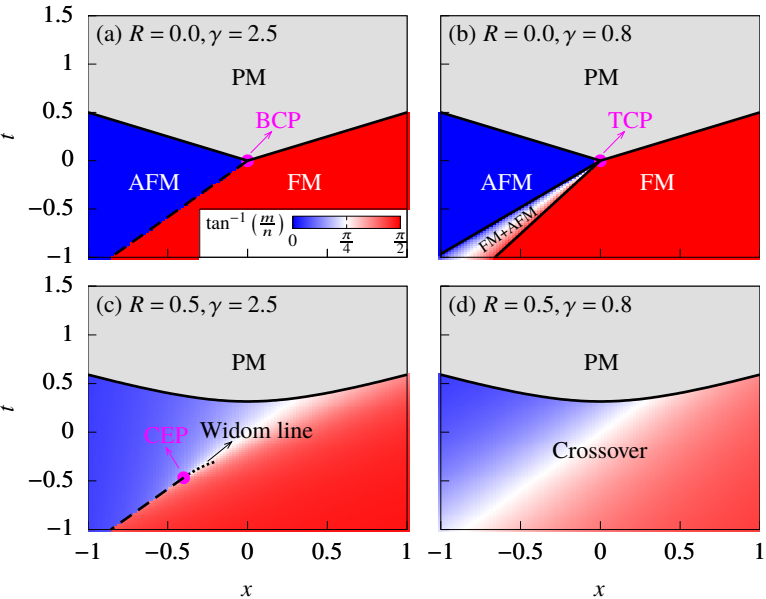 (a) R = 0.0, γ = 2.5
(b) R = 0.0, γ = 0.8
1.5
1
0.5
0
−0.5
−1
t
PM
BCP
AFM
FM
tan⁻¹ (m/n)
0
π/4
π/2
PM
TCP
AFM
FM
FM+AFM
(c) R = 0.5, γ = 2.5
(d) R = 0.5, γ = 0.8
1.5
1
0.5
0
−0.5
−1
t
PM
CEP
Widom line
PM
Crossover
−1
−0.5
0
0.5
1
x
−1
−0.5
0
0.5
1
x